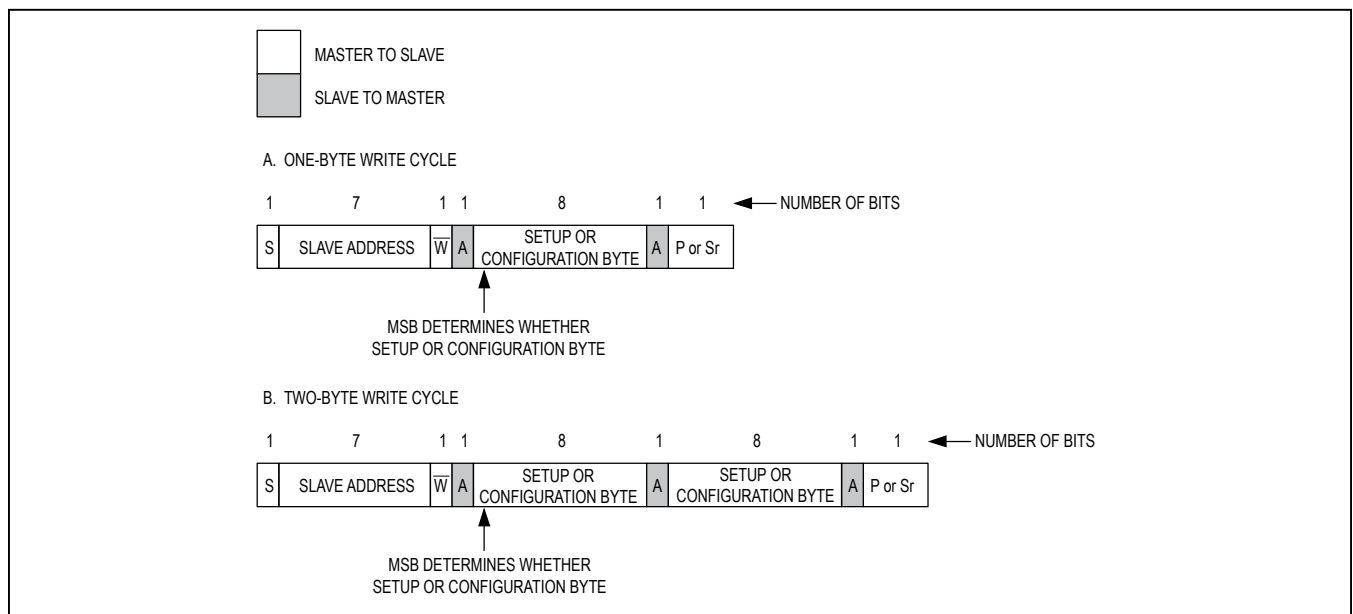 MASTER TO SLAVE
SLAVE TO MASTER
A. ONE-BYTE WRITE CYCLE
1 7 1 1 8 1 1 NUMBER OF BITS
S SLAVE ADDRESS W̅ A SETUP OR CONFIGURATION BYTE A P or Sr
MSB DETERMINES WHETHER
SETUP OR CONFIGURATION BYTE
B. TWO-BYTE WRITE CYCLE
1 7 1 1 8 1 8 1 1 NUMBER OF BITS
S SLAVE ADDRESS W̅ A SETUP OR CONFIGURATION BYTE A SETUP OR CONFIGURATION BYTE A P or Sr
MSB DETERMINES WHETHER
SETUP OR CONFIGURATION BYTE